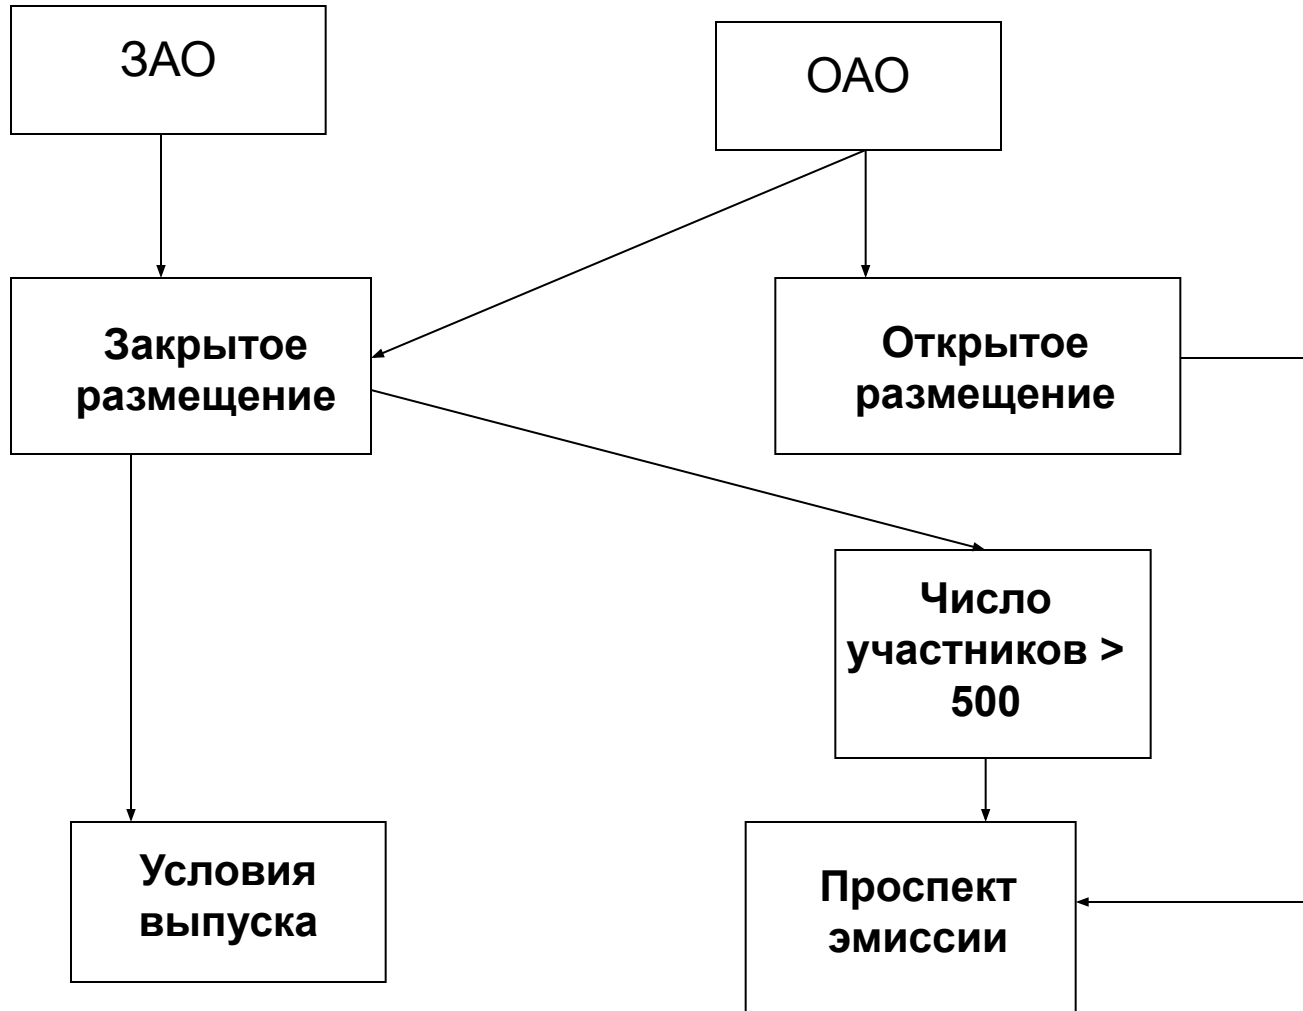 ЗАО
ОАО
Закрытое
размещение
Открытое
размещение
Число
участников >
500
Условия
выпуска
Проспект
эмиссии